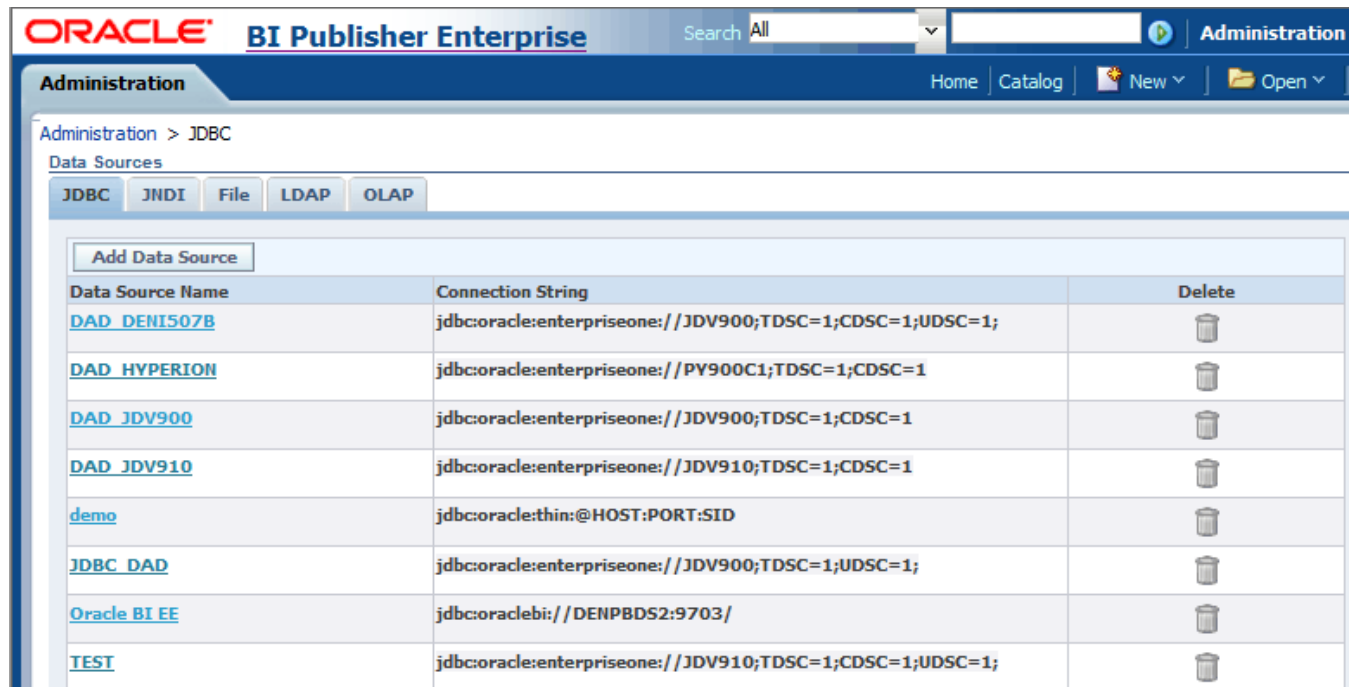 ORACLE BI Publisher Enterprise Search All Administration
Administration Home Catalog New Open
Administration > JDBC
Data Sources
JDBC JNDI File LDAP OLAP
Add Data Source
Data Source Name Connection String Delete
DAD_DENI507B jdbc:oracle:enterpriseone://JDV900;TDSC=1;CDSC=1;UDSC=1;
DAD_HYPERION jdbc:oracle:enterpriseone://PY900C1;TDSC=1;CDSC=1
DAD_JDV900 jdbc:oracle:enterpriseone://JDV900;TDSC=1;CDSC=1
DAD_JDV910 jdbc:oracle:enterpriseone://JDV910;TDSC=1;CDSC=1
demo jdbc:oracle:thin:@HOST:PORT:SID
JDBC_DAD jdbc:oracle:enterpriseone://JDV900;TDSC=1;UDSC=1;
Oracle BI EE jdbc:oraclebi://DENPBDS2:9703/
TEST jdbc:oracle:enterpriseone://JDV910;TDSC=1;CDSC=1;UDSC=1;